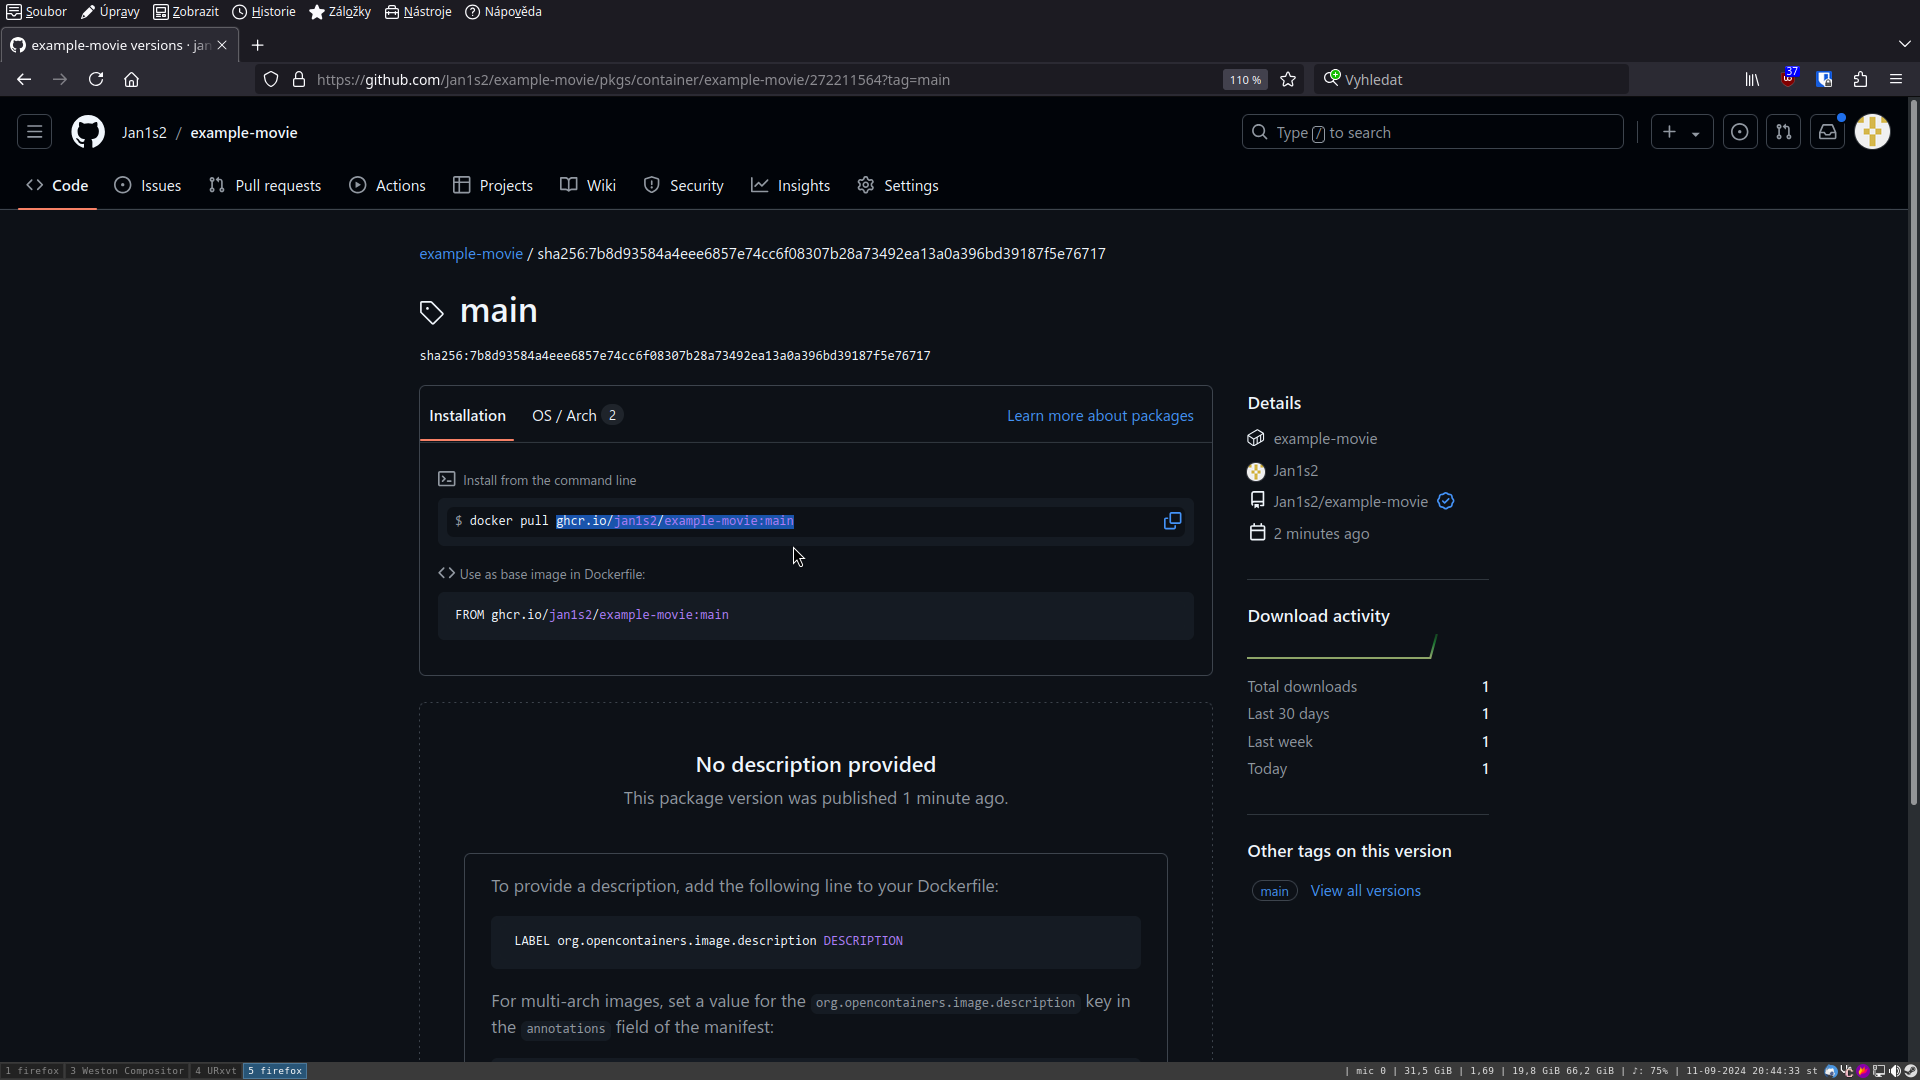 Soubor Úpravy Zobrazit Historie Záložky Nástroje Nápověda
example-movie versions · jan
https://github.com/Jan1s2/example-movie/pkgs/container/example-movie/272211564?tag=main 110 % Vyhledat 37
Jan1s2 / example-movie Type / to search
Code Issues Pull requests Actions Projects Wiki Security Insights Settings
example-movie / sha256:7b8d93584a4eee6857e74cc6f08307b28a73492ea13a0a396bd39187f5e76717
main
sha256:7b8d93584a4eee6857e74cc6f08307b28a73492ea13a0a396bd39187f5e76717
Installation OS / Arch 2 Learn more about packages
Install from the command line
$ docker pull ghcr.io/jan1s2/example-movie:main
Use as base image in Dockerfile:
FROM ghcr.io/jan1s2/example-movie:main
No description provided
This package version was published 1 minute ago.
To provide a description, add the following line to your Dockerfile:
LABEL org.opencontainers.image.description DESCRIPTION
For multi-arch images, set a value for the org.opencontainers.image.description key in
the annotations field of the manifest:
Details
example-movie
Jan1s2
Jan1s2/example-movie
2 minutes ago
Download activity
Total downloads 1
Last 30 days 1
Last week 1
Today 1
Other tags on this version
main View all versions
1 firefox 3 Weston Compositor 4 URxvt 5 firefox | mic 0 | 31,5 GiB | 1,69 | 19,8 GiB 66,2 GiB | ♪: 75% | 11-09-2024 20:44:33 st